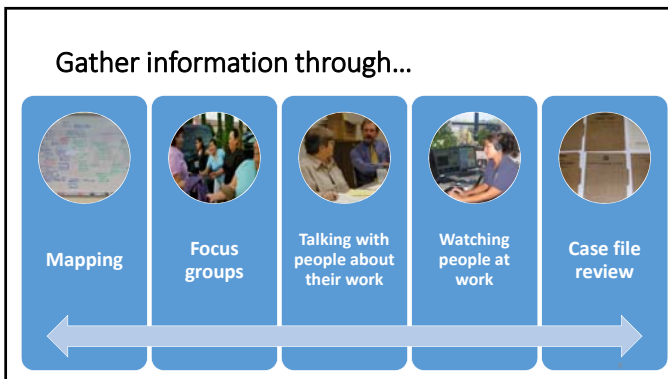 Gather information through...
Mapping
Focus
groups
Talking with
people about
their work
Watching
people at
work
Case file
review